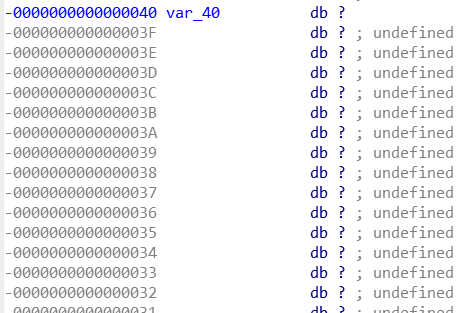 -0000000000000040 var_40 db ?
-000000000000003F db ? ; undefined
-000000000000003E db ? ; undefined
-000000000000003D db ? ; undefined
-000000000000003C db ? ; undefined
-000000000000003B db ? ; undefined
-000000000000003A db ? ; undefined
-0000000000000039 db ? ; undefined
-0000000000000038 db ? ; undefined
-0000000000000037 db ? ; undefined
-0000000000000036 db ? ; undefined
-0000000000000035 db ? ; undefined
-0000000000000034 db ? ; undefined
-0000000000000033 db ? ; undefined
-0000000000000032 db ? ; undefined
-0000000000000031 db ? ; undefined